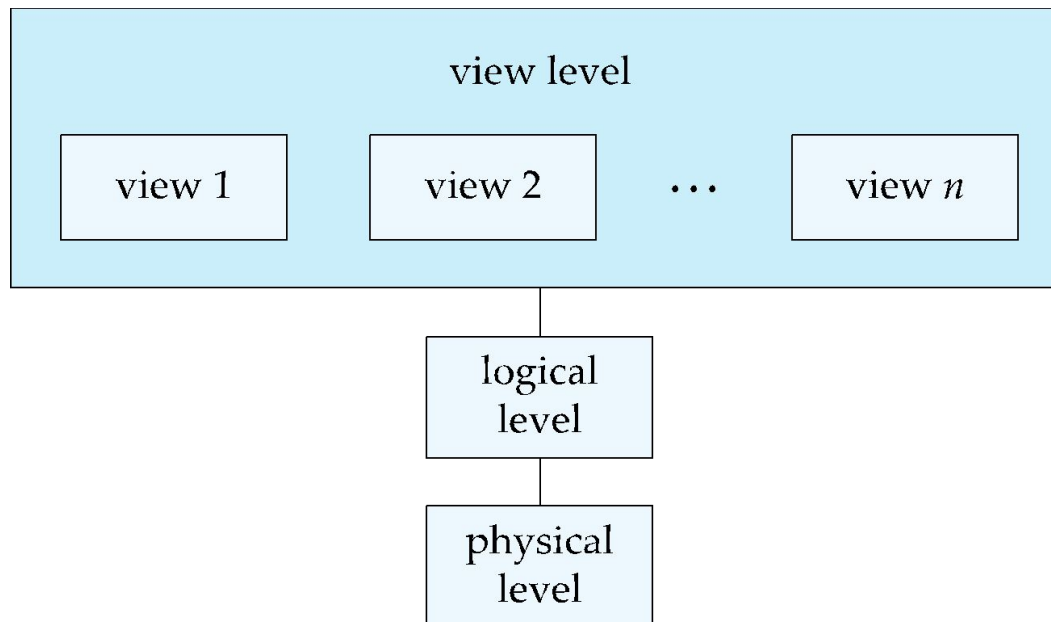 view level
view 1 view 2 ... view n
logical
level
physical
level